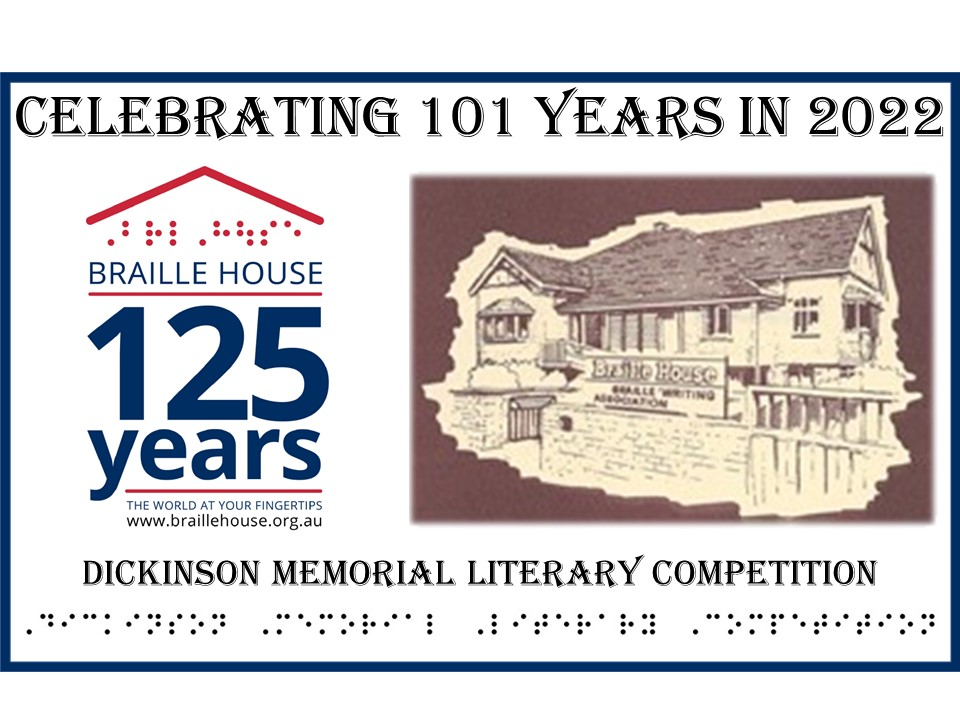 CELEBRATING 101 YEARS IN 2022
⠠⠃⠗⠇ ⠠⠓⠳⠎⠑
BRAILLE HOUSE
125
years
THE WORLD AT YOUR FINGERTIPS
www.braillehouse.org.au
Braille House
BRAILLE WRITING
ASSOCIATION
DICKINSON MEMORIAL LITERARY COMPETITION
⠠⠙⠊⠉⠅⠊⠝⠎⠕⠝ ⠠⠍⠑⠍⠕⠗⠊⠁⠇ ⠠⠇⠊⠞⠑⠗⠁⠗⠽ ⠠⠉⠕⠍⠏⠑⠞⠊⠞⠊⠕⠝